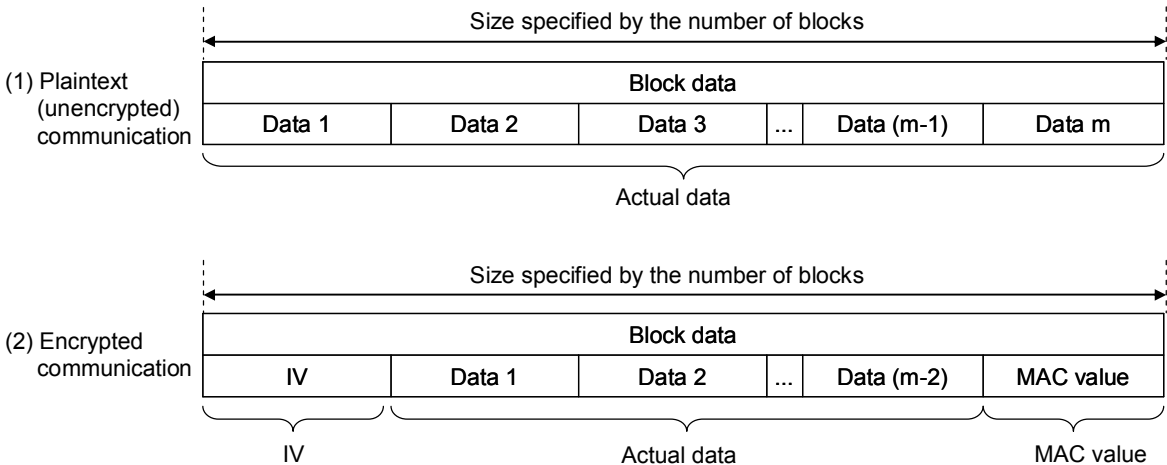 Size specified by the number of blocks
(1) Plaintext
(unencrypted)
communication
Block data
Data 1 Data 2 Data 3 ... Data (m-1) Data m
Actual data
Size specified by the number of blocks
(2) Encrypted
communication
Block data
IV Data 1 Data 2 ... Data (m-2) MAC value
IV Actual data MAC value